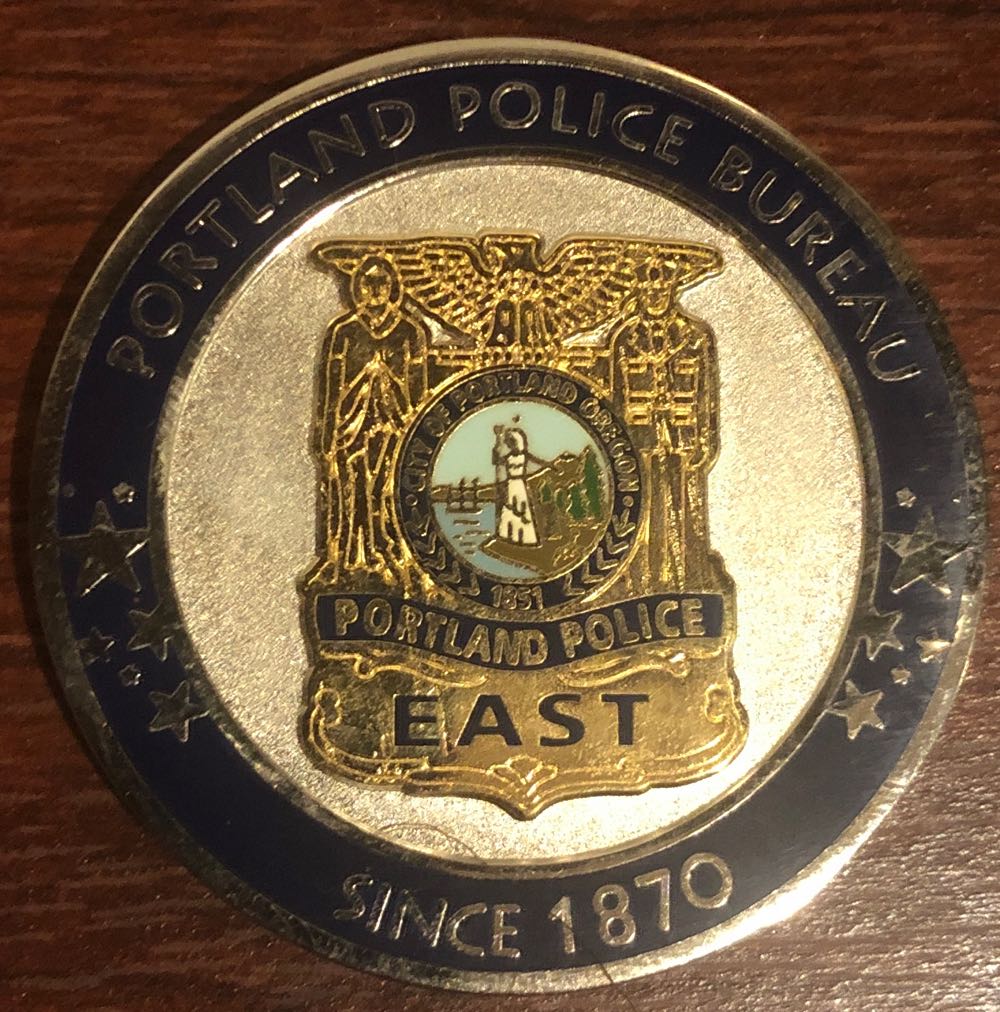 PORTLAND POLICE BUREAU
CITY OF PORTLAND OREGON
1851
PORTLAND POLICE
EAST
SINCE 1870